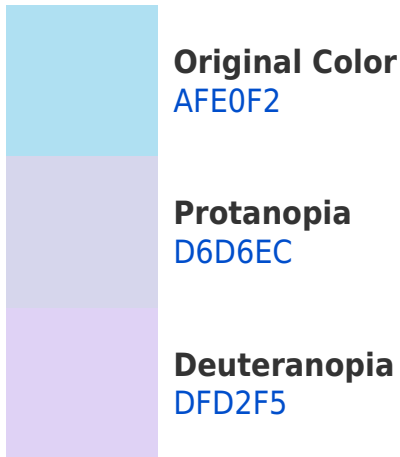 Original Color
AFE0F2
Protanopia
D6D6EC
Deuteranopia
DFD2F5